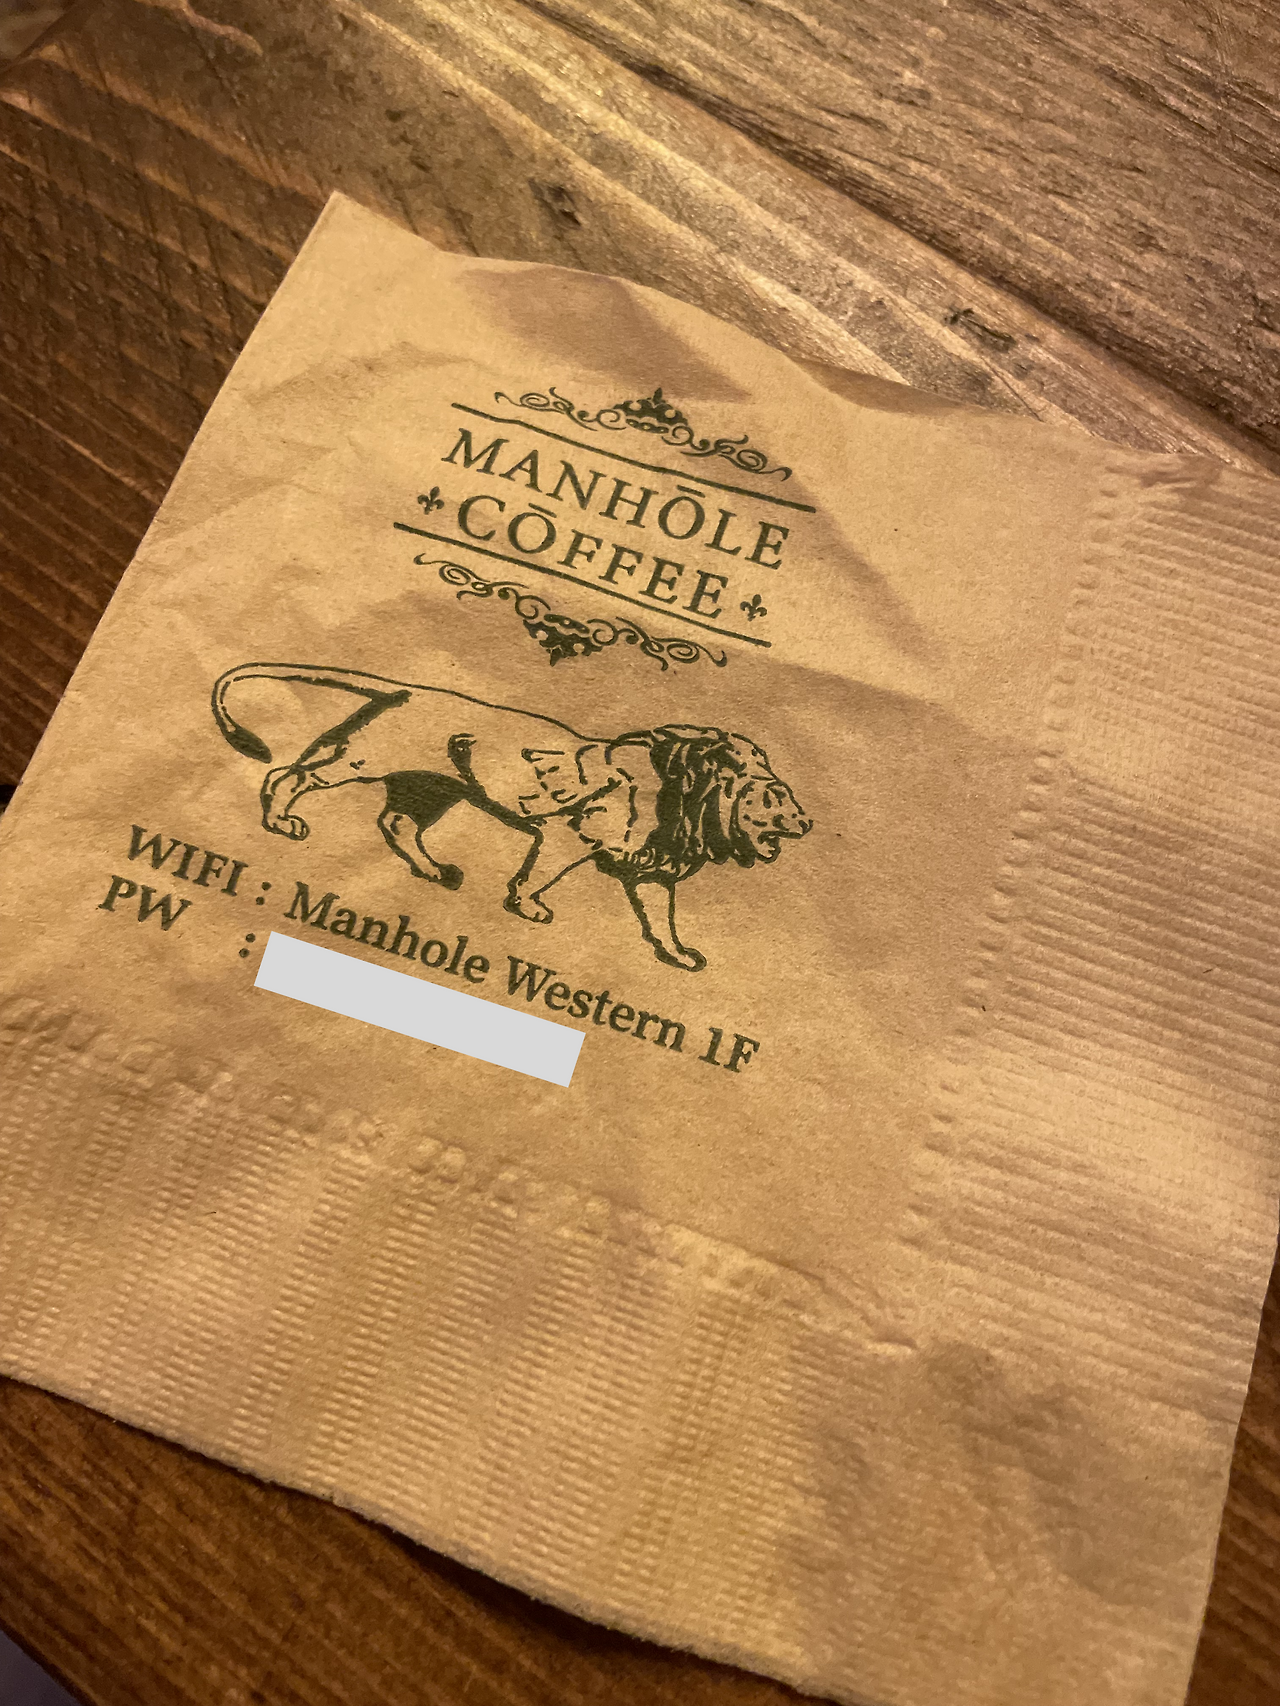 MANHŌLE
CŌFFEE
WIFI : Manhole Western 1F
PW :